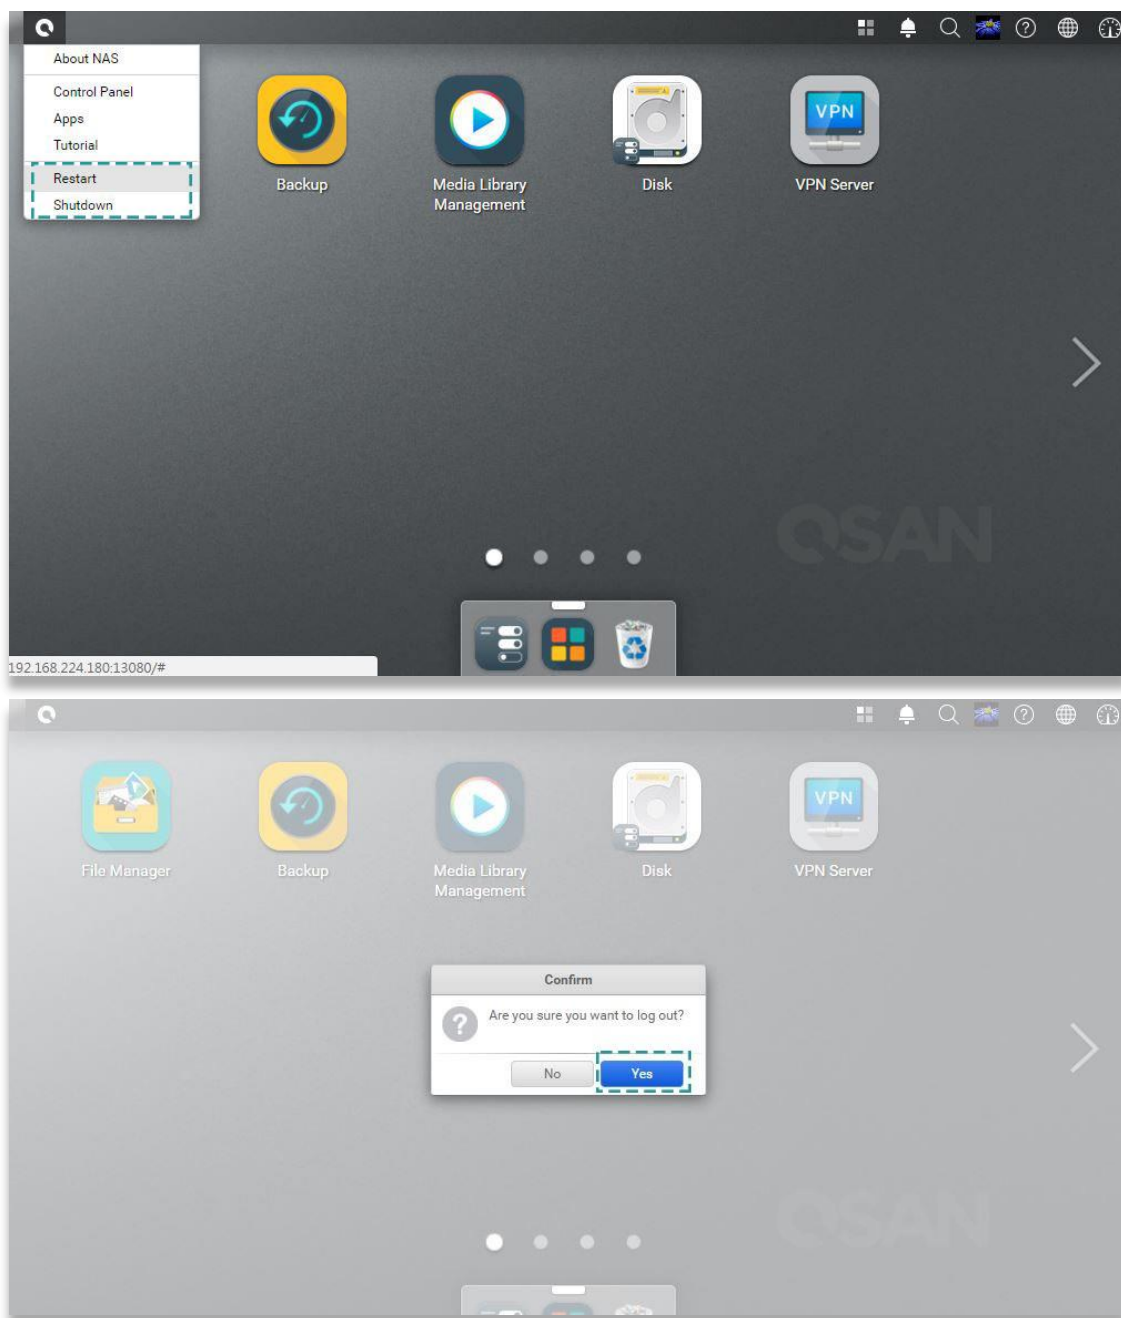 About NAS
Control Panel
Apps
Tutorial
Restart
Shutdown
Backup
Media Library
Management
Disk
VPN
VPN Server
QSAN
192.168.224.180:13080/#
File Manager
Backup
Media Library
Management
Disk
VPN
VPN Server
Confirm
Are you sure you want to log out?
No
Yes
QSAN